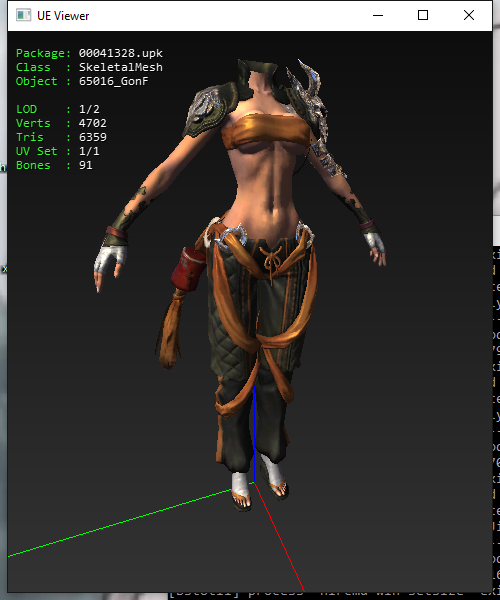 UE Viewer
Package: 00041328.upk
Class : SkeletalMesh
Object : 65016_GonF
LOD : 1/2
Verts : 4702
Tris : 6359
UV Set : 1/1
Bones : 91